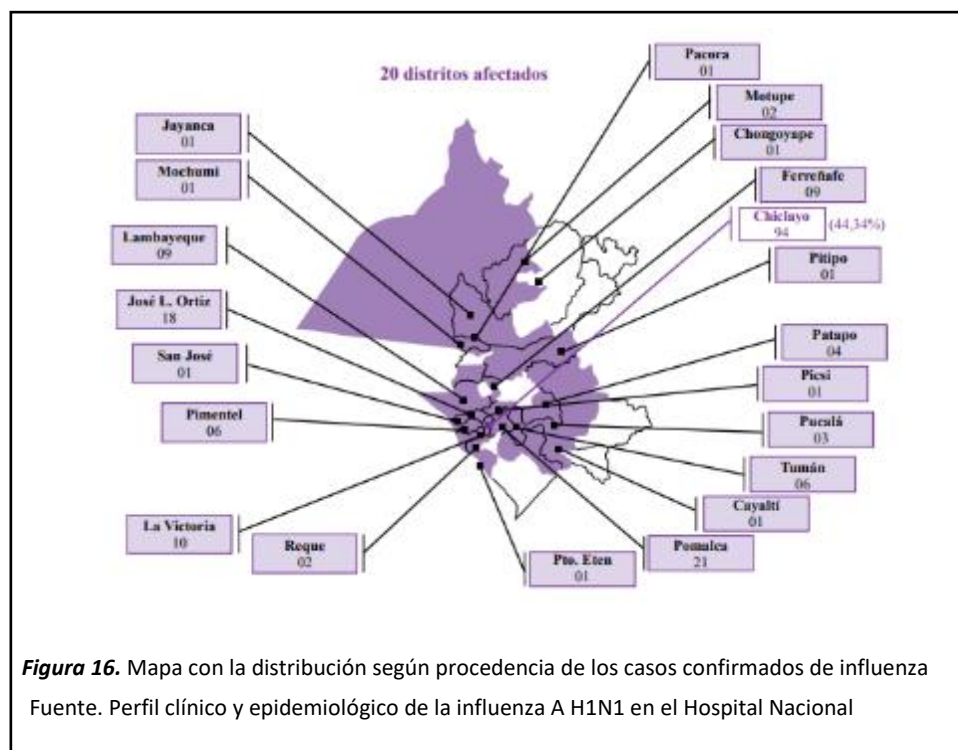 20 distritos afectados
Pacora
01
Motupe
02
Chongoyape
01
Ferreñafe
09
Chiclayo
94
(44,34%)
Pítipo
01
Patapo
04
Picsi
01
Pucalá
03
Tumán
06
Cayaltí
01
Pomalca
21
Jayanca
01
Mochumí
01
Lambayeque
09
José L. Ortiz
18
San José
01
Pimentel
06
La Victoria
10
Reque
02
Pto. Eten
01
Figura 16. Mapa con la distribución según procedencia de los casos confirmados de influenza
Fuente. Perfil clínico y epidemiológico de la influenza A H1N1 en el Hospital Nacional